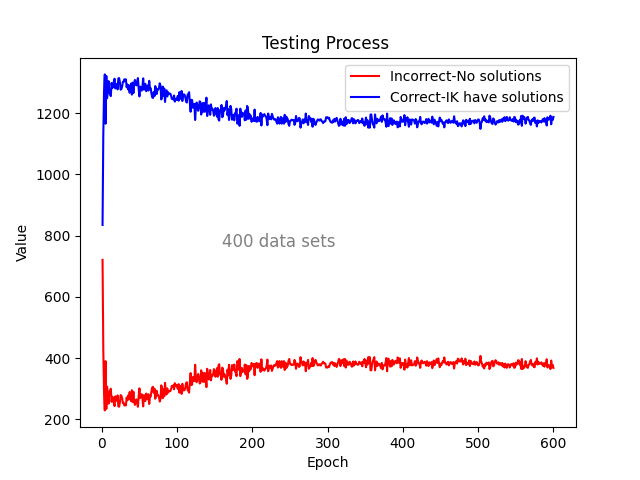 Testing Process
Incorrect-No solutions
Correct-IK have solutions
1200
1000
800
600
400
200
Value
400 data sets
0 100 200 300 400 500 600
Epoch